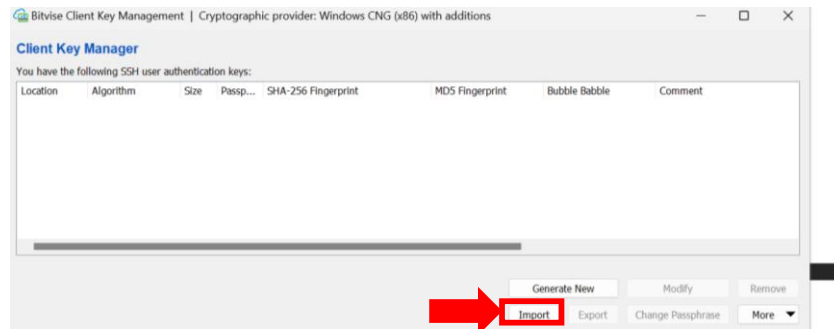 Bitvise Client Key Management | Cryptographic provider: Windows CNG (x86) with additions
Client Key Manager
You have the following SSH user authentication keys:
Location Algorithm Size Passp... SHA-256 Fingerprint MD5 Fingerprint Bubble Babble Comment
Generate New Modify Remove
Import Export Change Passphrase More